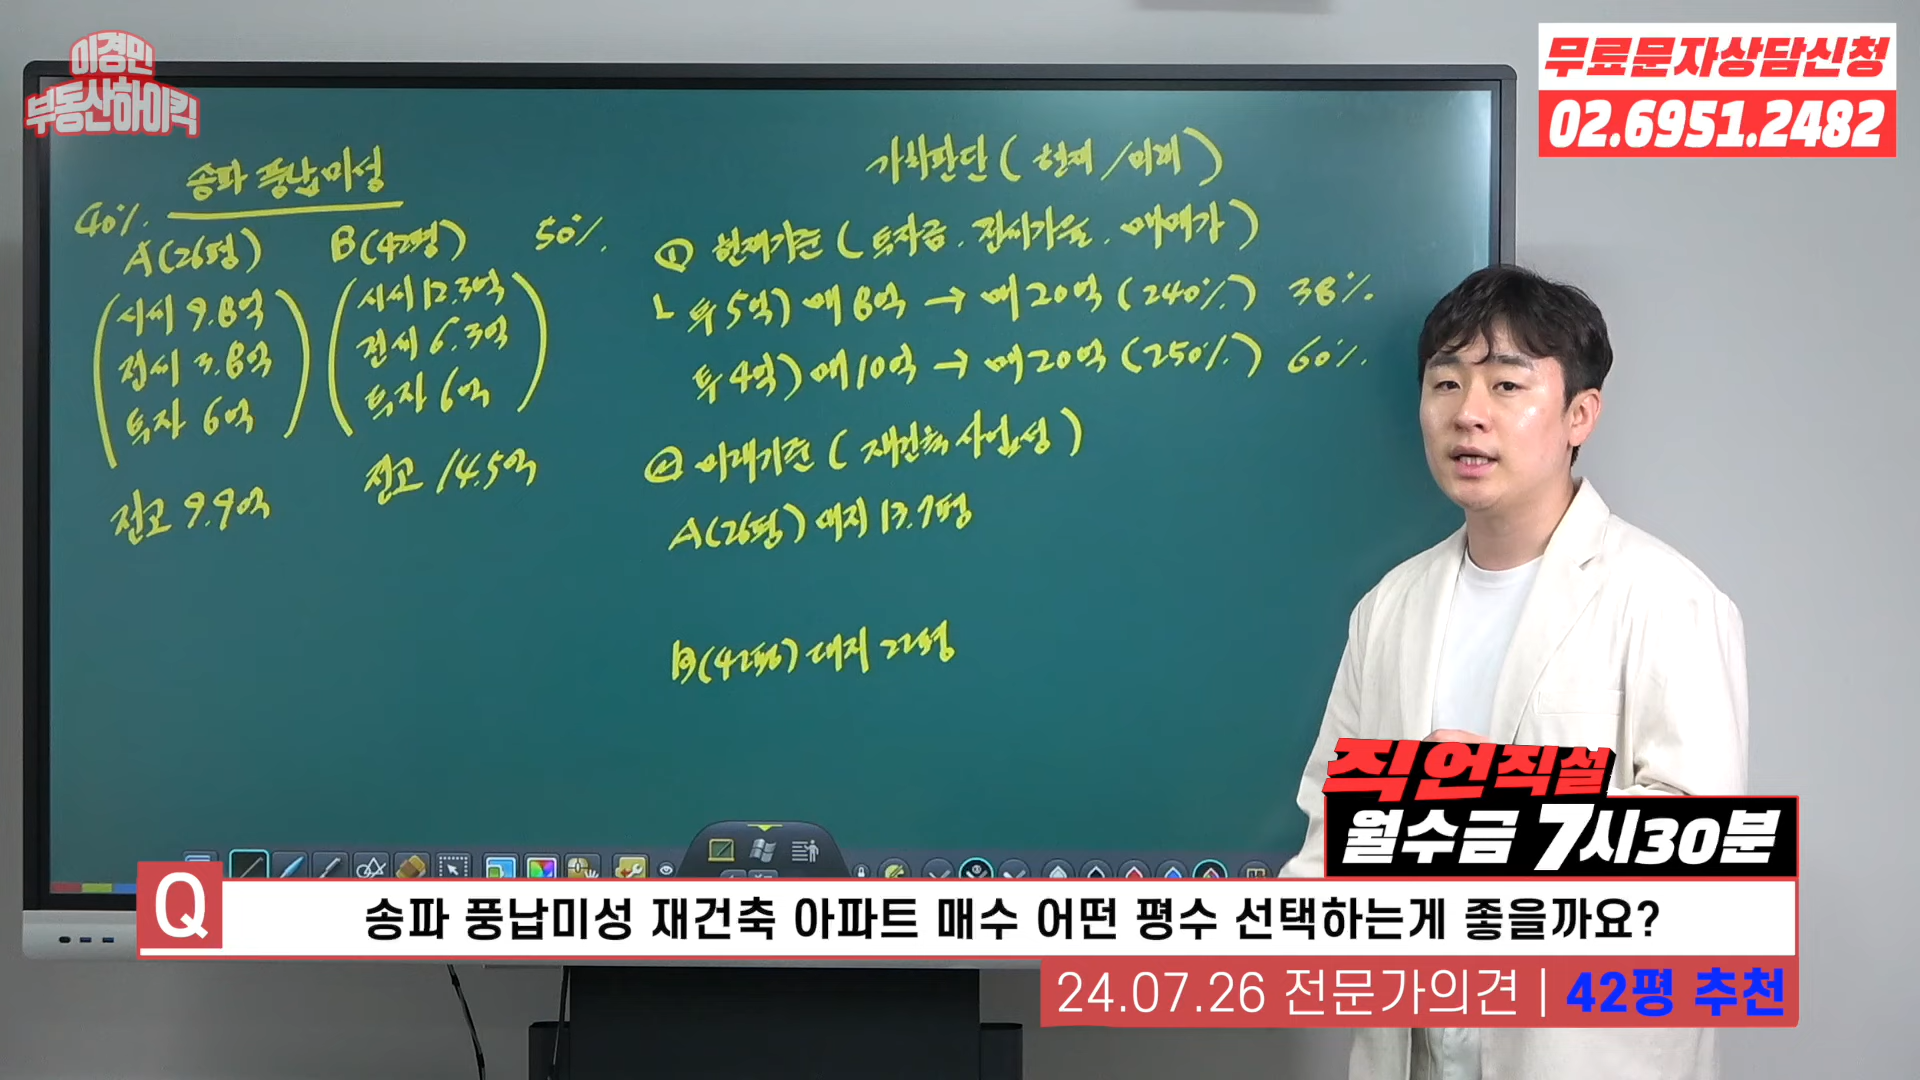 이경민
부동산하이킥
무료문자상담신청
02.6951.2482
송파 풍납미성
40%.
A(26평)
B(42평)
50%.
시세 9.8억
전세 3.8억
투자 6억
시세 12.3억
전세 6.3억
투자 6억
전고 9.9억
전고 14.5억
가치판단 ( 현재 / 미래 )
① 현재기준 ( 투자금. 전세가율. 매매가 )
투5억) 매8억 → 매20억 (240%.) 38%.
투4억) 매10억 → 매20억 (250%.) 60%.
② 미래기준 ( 재건축 사업성 )
A(26평) 대지 13.7평
B(42평) 대지 22평
직언직설
월수금 7시30분
Q
송파 풍납미성 재건축 아파트 매수 어떤 평수 선택하는게 좋을까요?
24.07.26 전문가의견 | 42평 추천